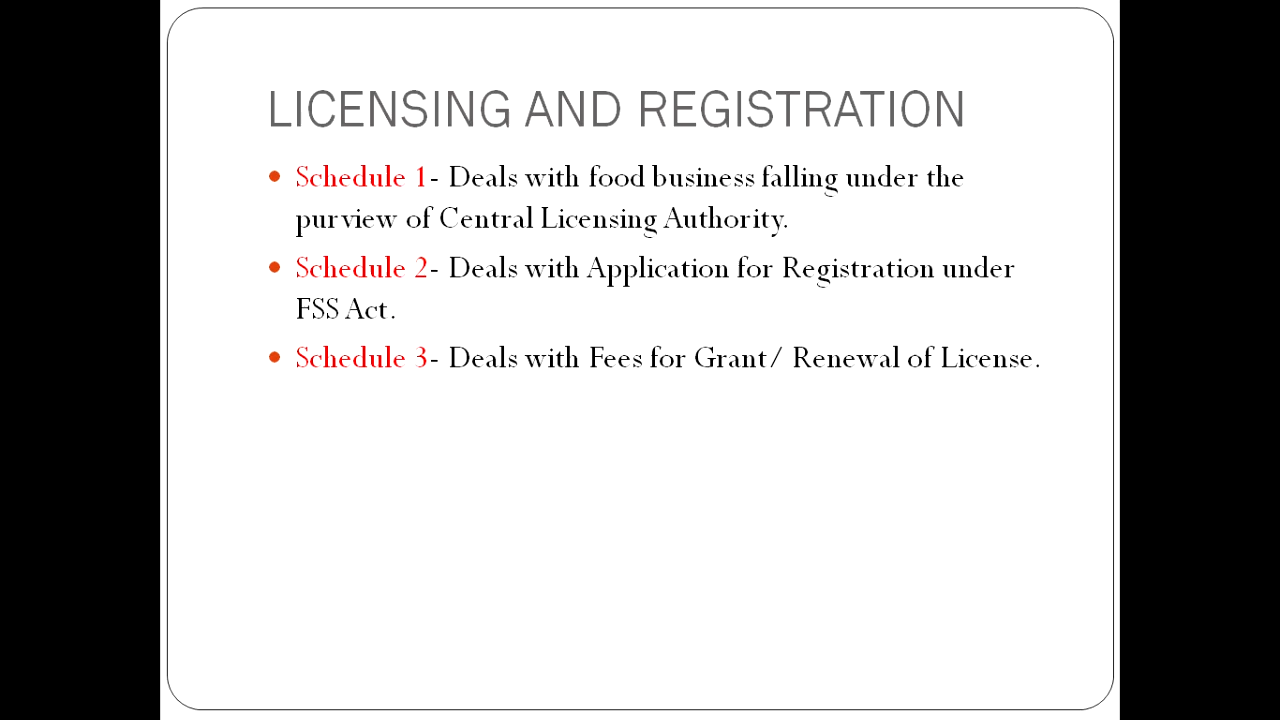 LICENSING AND REGISTRATION
• Schedule 1- Deals with food business falling under the
purview of Central Licensing Authority.
• Schedule 2- Deals with Application for Registration under
FSS Act.
• Schedule 3- Deals with Fees for Grant/ Renewal of License.